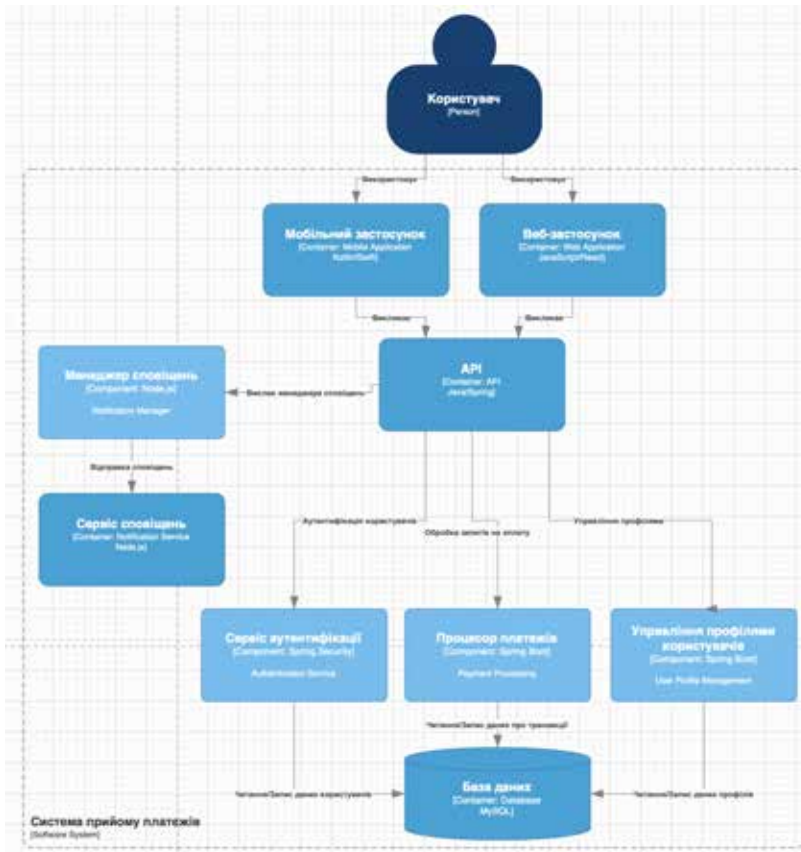 Користувач
[Person]
Використовує
Використовує
Мобільний застосунок
[Container: Mobile Application
Kotlin/Swift]
Веб-застосунок
[Container: Web Application
JavaScript/React]
Викликає
Викликає
API
[Container: API
Java/Spring]
Менеджер сповіщень
[Component: Node.js]
Notification Manager
Виклик менеджера сповіщень
Відправка сповіщень
Сервіс сповіщень
[Container: Notification Service
Node.js]
Аутентифікація користувачів
Обробка запитів на оплату
Управління профілями
Сервіс аутентифікації
[Component: Spring Security]
Authentication Service
Процесор платежів
[Component: Spring Boot]
Payment Processing
Управління профілями
користувачів
[Component: Spring Boot]
User Profile Management
Читання/Запис даних про транзакції
Читання/Запис даних користувачів
База даних
[Container: Database
MySQL]
Читання/Запис даних профілів
Система прийому платежів
[Software System]